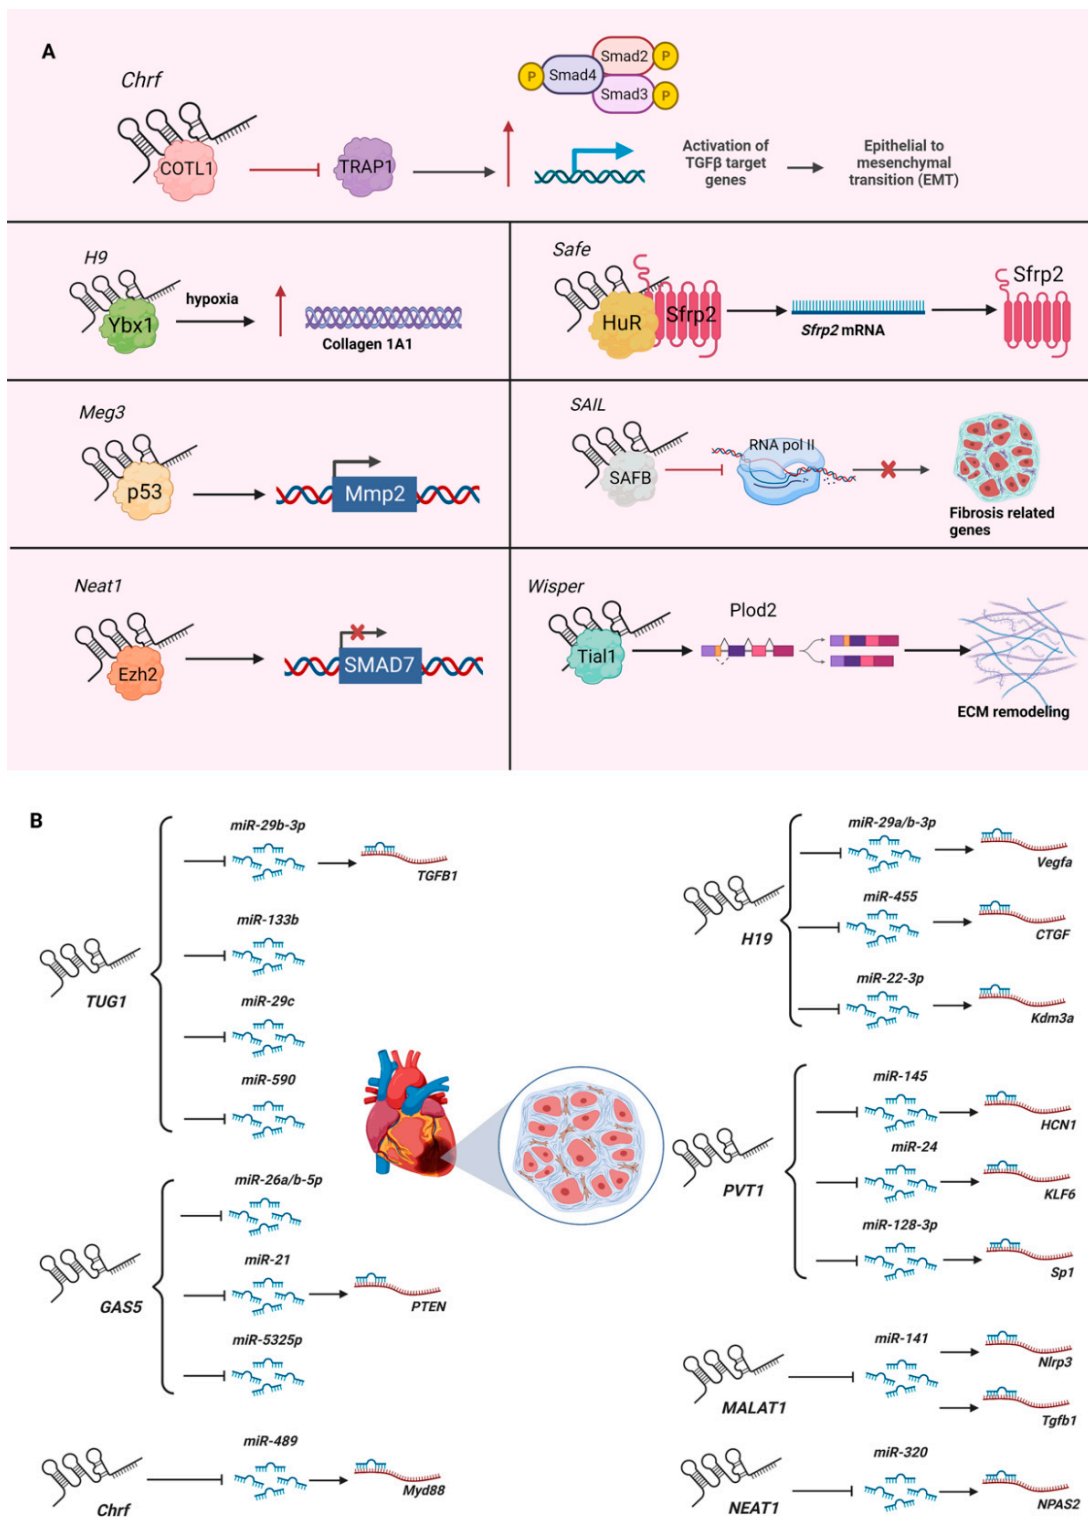 A
Chrf
COTL1
TRAP1
P
Smad4
Smad2
P
Smad3
P
Activation of
TGFβ target
genes
Epithelial to
mesenchymal
transition (EMT)
H9
Ybx1
hypoxia
Collagen 1A1
Safe
HuR
Sfrp2
Sfrp2 mRNA
Sfrp2
Meg3
p53
Mmp2
SAIL
SAFB
RNA pol II
Fibrosis related
genes
Neat1
Ezh2
SMAD7
Wisper
Tial1
Plod2
ECM remodeling
B
TUG1
miR-29b-3p
TGFB1
miR-133b
miR-29c
miR-590
GAS5
miR-26a/b-5p
miR-21
PTEN
miR-5325p
Chrf
miR-489
Myd88
H19
miR-29a/b-3p
Vegfa
miR-455
CTGF
miR-22-3p
Kdm3a
PVT1
miR-145
HCN1
miR-24
KLF6
miR-128-3p
Sp1
MALAT1
miR-141
Nlrp3
Tgfb1
NEAT1
miR-320
NPAS2